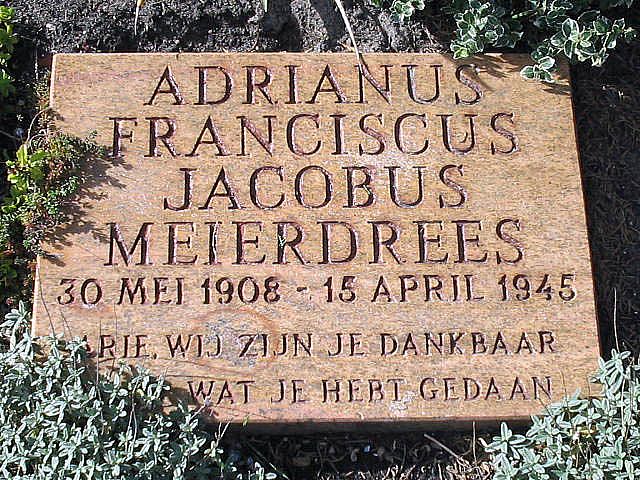 ADRIANUS
FRANCISCUS
JACOBUS
MEIERDREES
30 MEI 1908 - 15 APRIL 1945
ARIE, WIJ ZIJN JE DANKBAAR
WAT JE HEBT GEDAAN